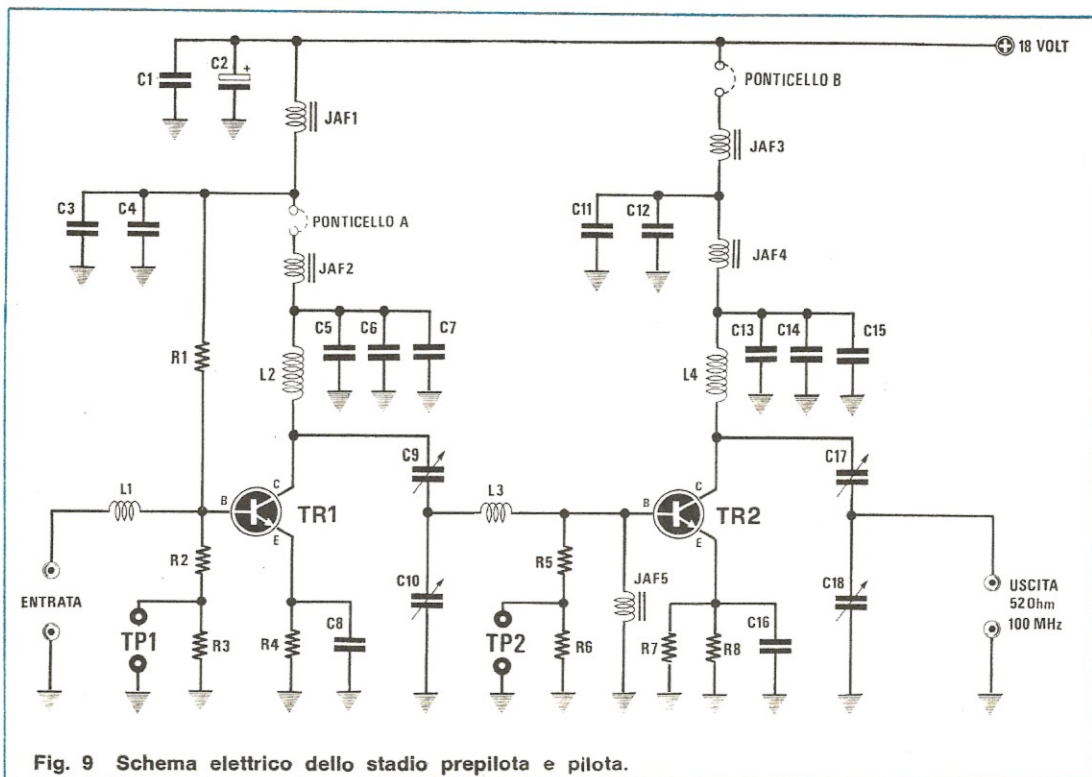 C1
C2
+
18 VOLT
JAF1
PONTICELLO B
JAF3
C3
C4
PONTICELLO A
C11
C12
JAF2
JAF4
R1
C5
C6
C7
C13
C14
C15
L2
L4
C9
C17
L1
B
C
E
TR1
L3
B
C
E
TR2
R2
R5
JAF5
ENTRATA
C10
C18
USCITA
52 Ohm
100 MHz
TP1
R3
R4
C8
TP2
R6
R7
R8
C16
Fig. 9 Schema elettrico dello stadio prepilota e pilota.